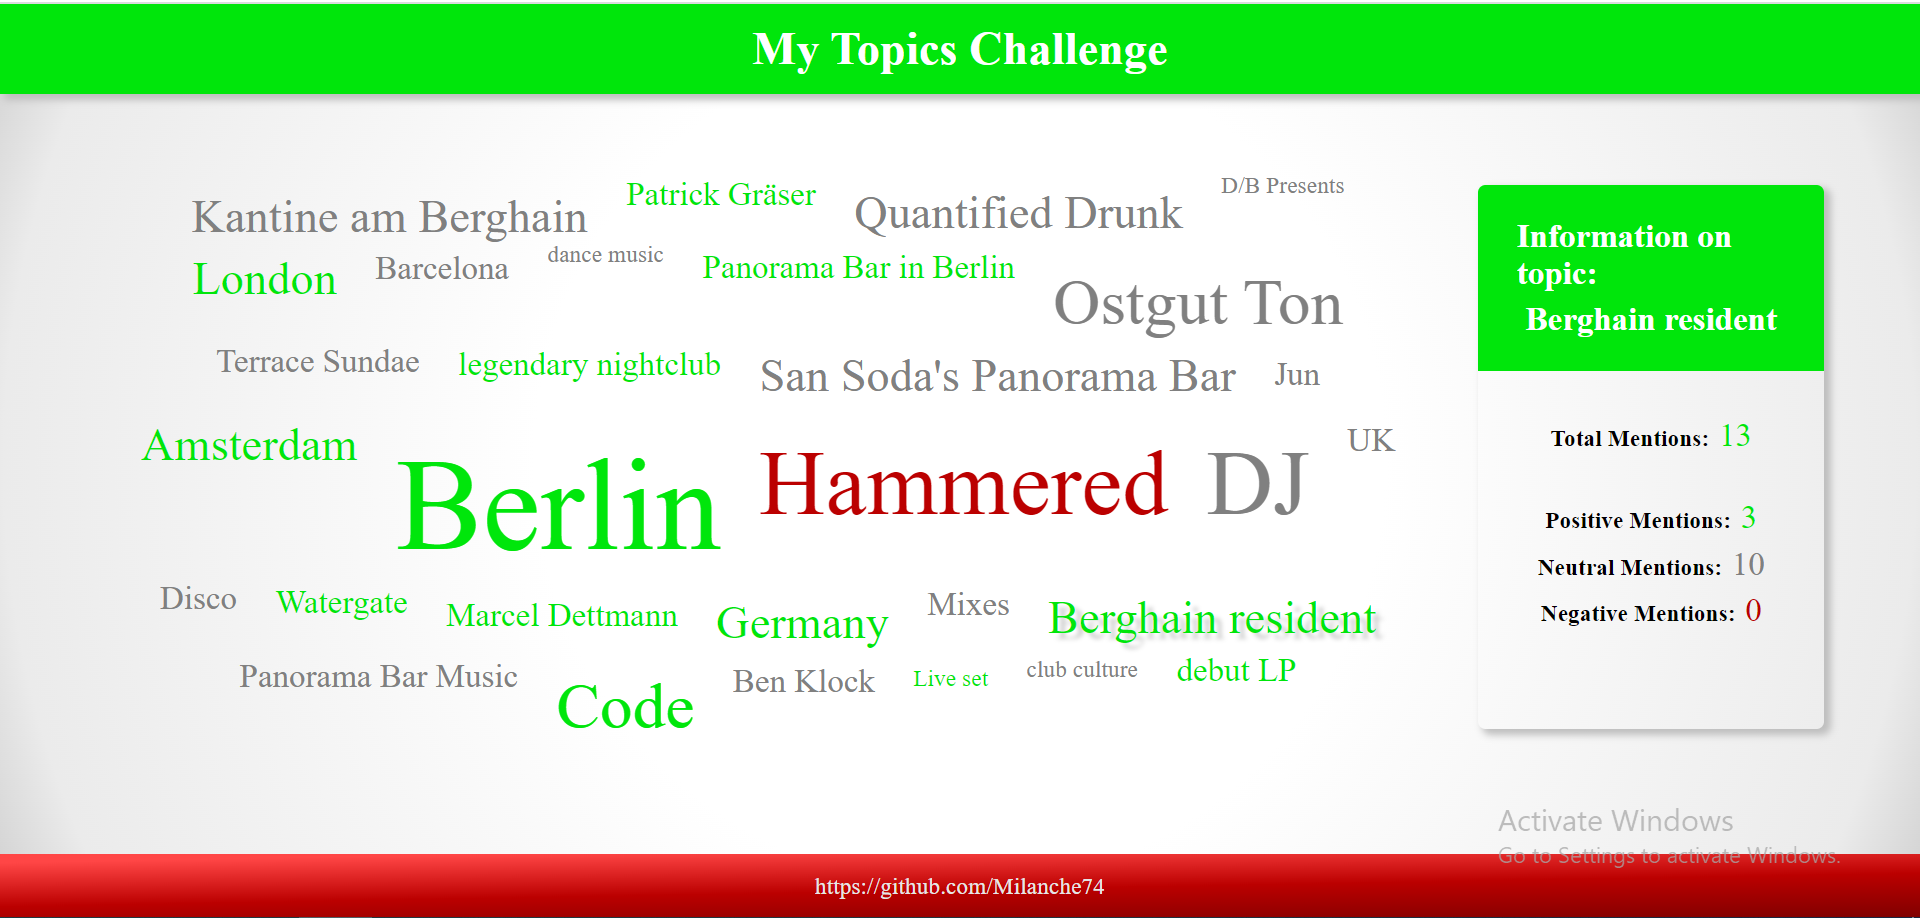 My Topics Challenge
Kantine am Berghain Patrick Gräser Quantified Drunk D/B Presents
London Barcelona dance music Panorama Bar in Berlin Ostgut Ton
Terrace Sundae legendary nightclub San Soda's Panorama Bar Jun
Amsterdam Berlin Hammered DJ UK
Disco Watergate Marcel Dettmann Germany Mixes Berghain resident
Panorama Bar Music Code Ben Klock Live set club culture debut LP
Information on
topic:
Berghain resident
Total Mentions: 13
Positive Mentions: 3
Neutral Mentions: 10
Negative Mentions: 0
Activate Windows
Go to Settings to activate Windows.
https://github.com/Milanche74